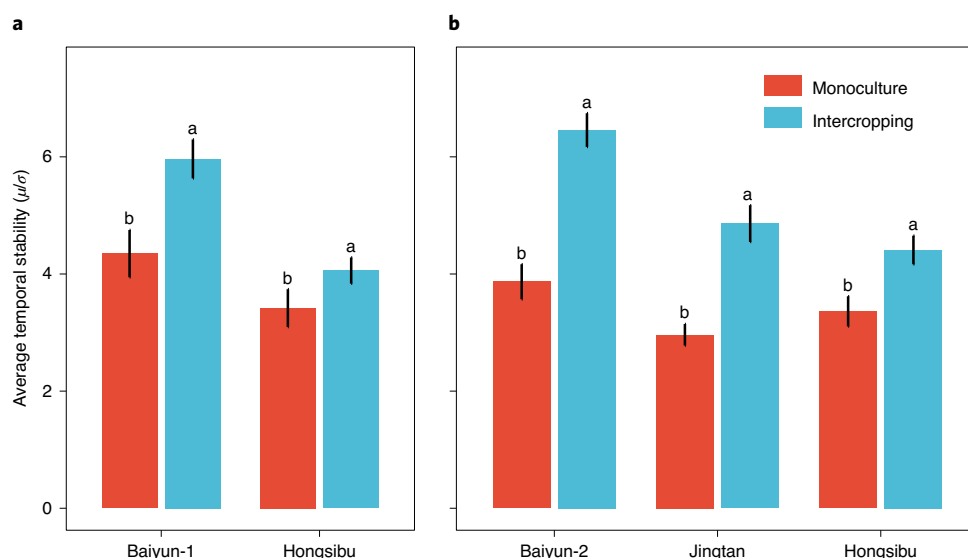 a
b
Average temporal stability (μ/σ)
6
4
2
0
b
a
b
a
Baiyun-1
Hongsibu
b
a
b
a
b
a
Monoculture
Intercropping
Baiyun-2
Jingtan
Hongsibu